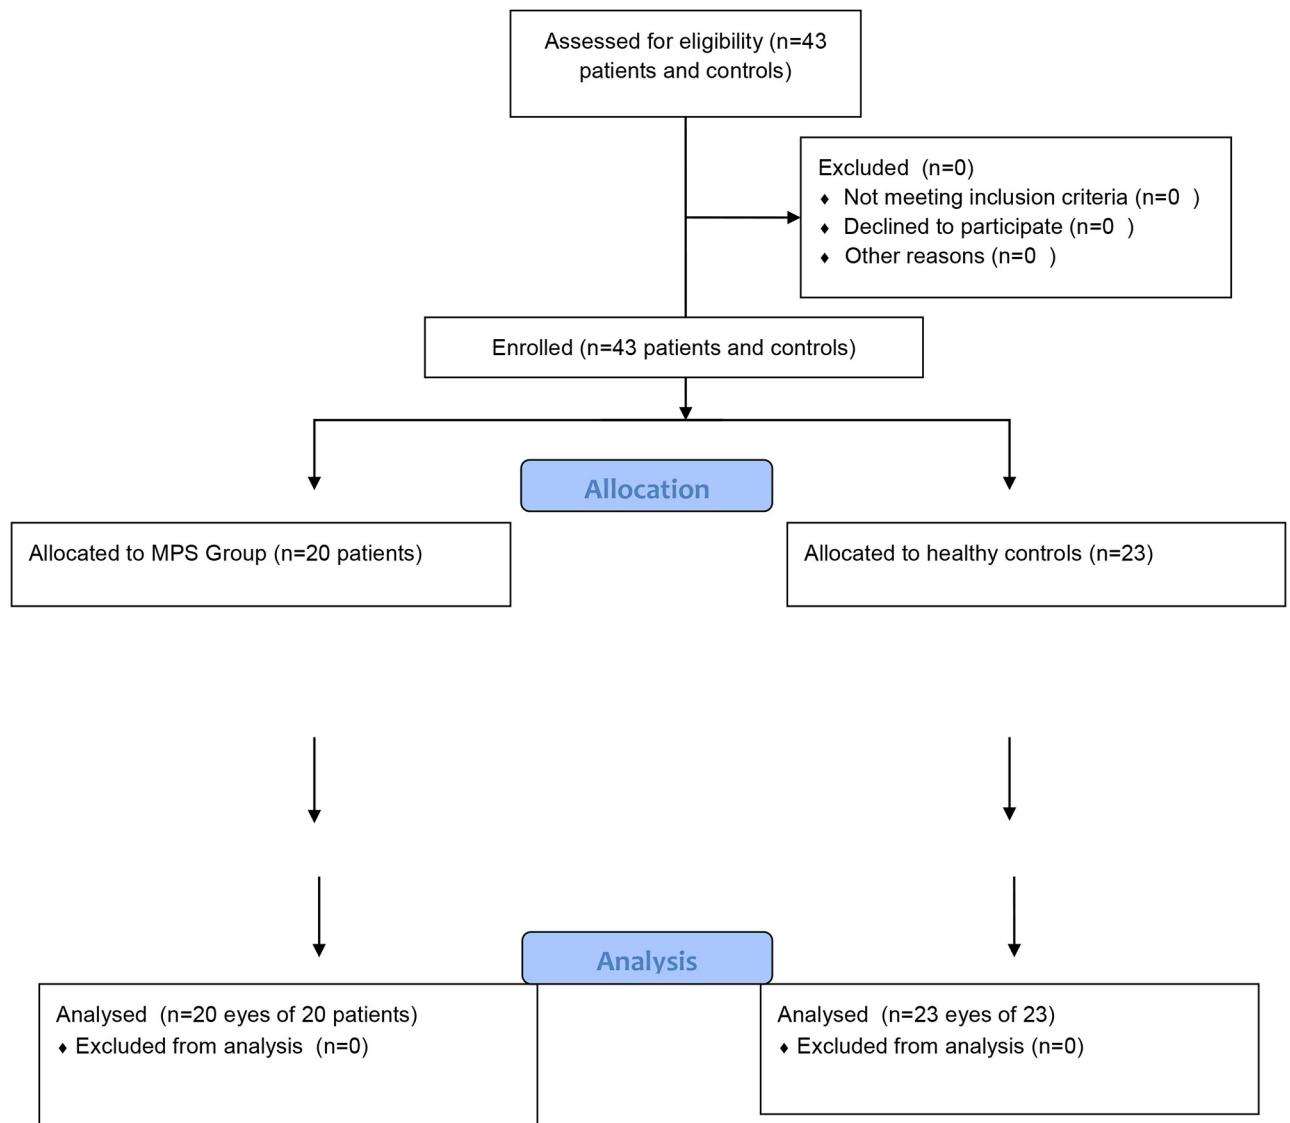 Assessed for eligibility (n=43
patients and controls)
Excluded  (n=0)
♦ Not meeting inclusion criteria (n=0  )
♦ Declined to participate (n=0  )
♦ Other reasons (n=0  )
Enrolled (n=43 patients and controls)
Allocation
Allocated to MPS Group (n=20 patients)
Allocated to healthy controls (n=23)
Analysis
Analysed  (n=20 eyes of 20 patients)
♦ Excluded from analysis  (n=0)
Analysed  (n=23 eyes of 23)
♦ Excluded from analysis (n=0)